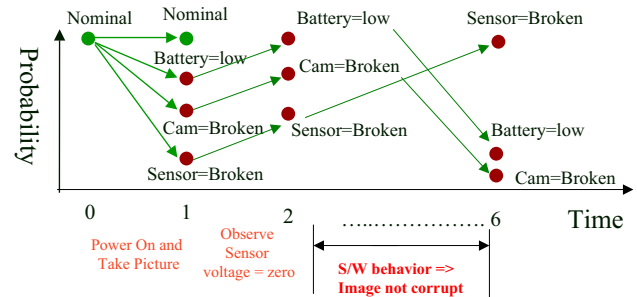 Nominal
Nominal
Battery=low
Sensor=Broken
Battery=low
Cam=Broken
Cam=Broken
Sensor=Broken
Sensor=Broken
Battery=low
Cam=Broken
Probability
0
1
2
…..………………
6
Time
Power On and
Take Picture
Observe
Sensor
voltage = zero
S/W behavior =>
Image not corrupt